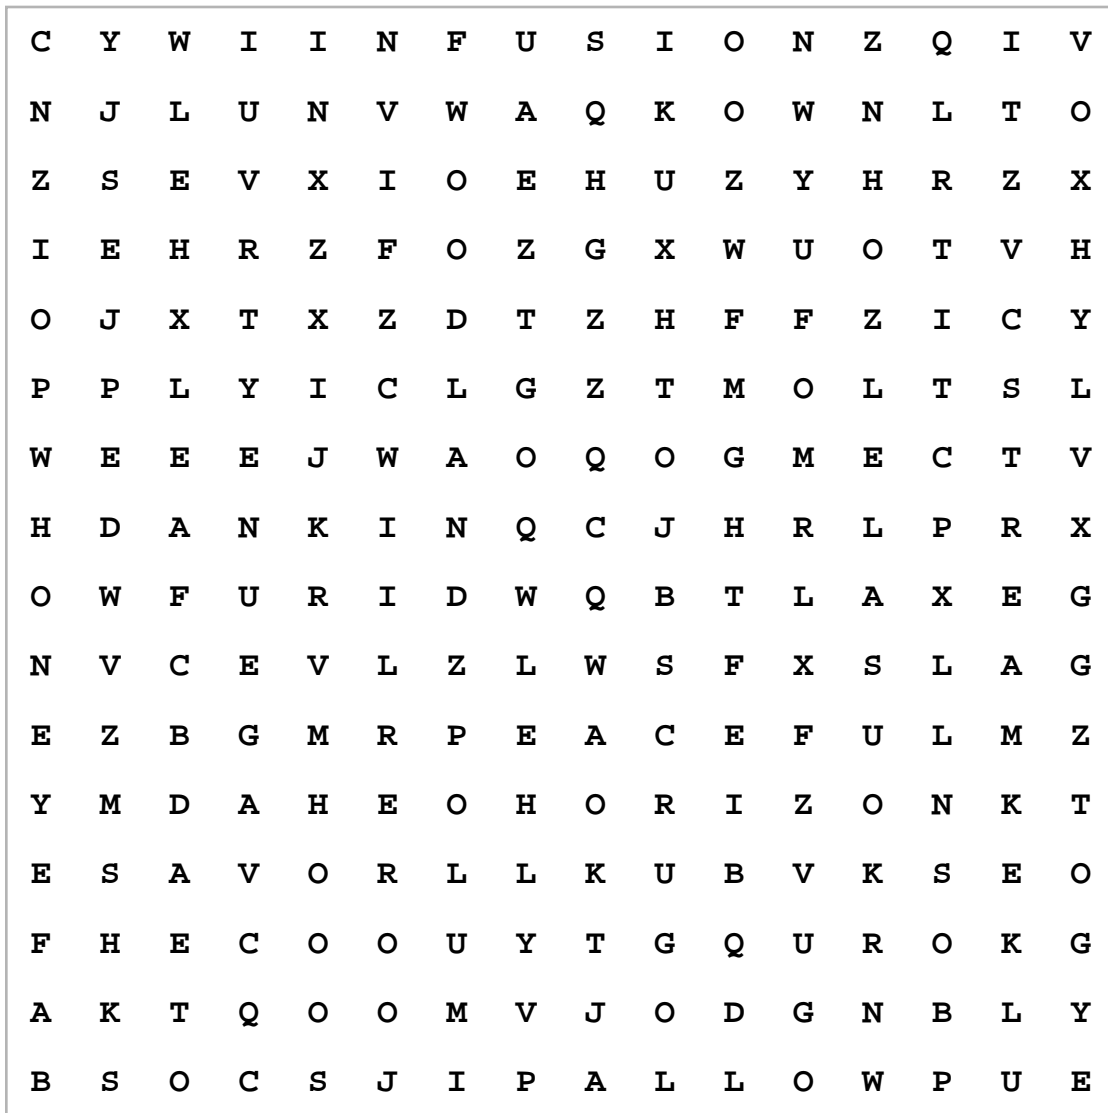 C Y W I I N F U S I O N Z Q I V
N J L U N V W A Q K O W N L T O
Z S E V X I O E H U Z Y H R Z X
I E H R Z F O Z G X W U O T V H
O J X T X Z D T Z H F F Z I C Y
P P L Y I C L G Z T M O L T S L
W E E E J W A O Q O G M E C T V
H D A N K I N Q C J H R L P R X
O W F U R I D W Q B T L A X E G
N V C E V L Z L W S F X S L A G
E Z B G M R P E A C E F U L M Z
Y M D A H E O H O R I Z O N K T
E S A V O R L L K U B V K S E O
F H E C O O U Y T G Q U R O K G
A K T Q O O M V J O D G N B L Y
B S O C S J I P A L L O W P U E